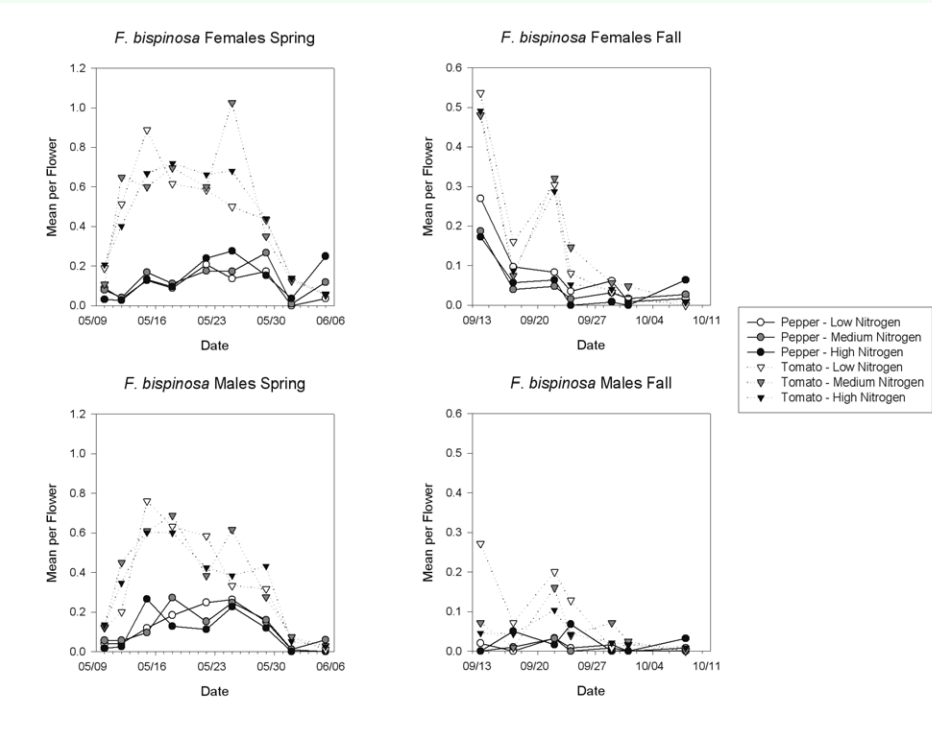 F. bispinosa Females Spring
F. bispinosa Females Fall
1.2
1.0
0.8
0.6
0.4
0.2
0.0
Mean per Flower
05/09
05/16
05/23
05/30
06/06
Date
0.6
0.5
0.4
0.3
0.2
0.1
0.0
Mean per Flower
09/13
09/20
09/27
10/04
10/11
Date
Pepper - Low Nitrogen
Pepper - Medium Nitrogen
Pepper - High Nitrogen
Tomato - Low Nitrogen
Tomato - Medium Nitrogen
Tomato - High Nitrogen
F. bispinosa Males Spring
F. bispinosa Males Fall
1.2
1.0
0.8
0.6
0.4
0.2
0.0
Mean per Flower
05/09
05/16
05/23
05/30
06/06
Date
0.6
0.5
0.4
0.3
0.2
0.1
0.0
Mean per Flower
09/13
09/20
09/27
10/04
10/11
Date